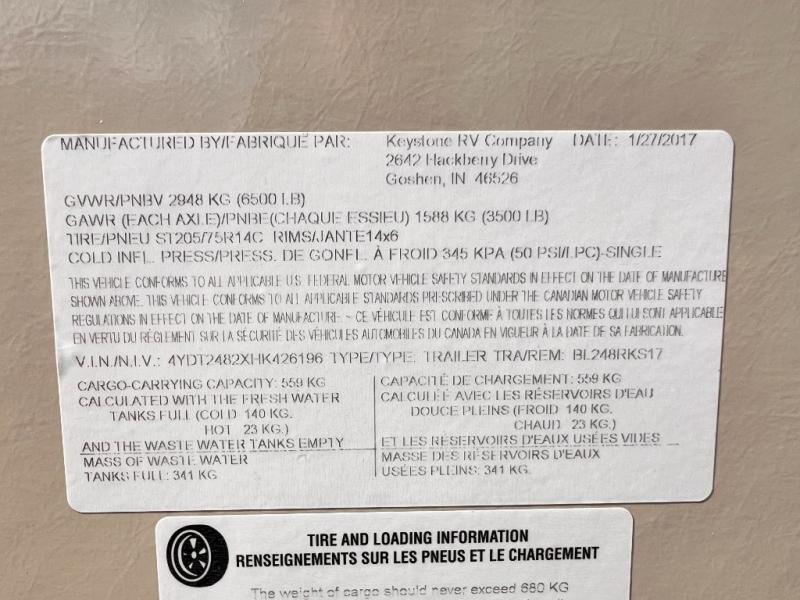 MANUFACTURED BY/FABRIQUÉ PAR: Keystone RV Company DATE: 1/27/2017
2642 Hackberry Drive
Goshen, IN 46526
GVWR/PNBV 2948 KG (6500 LB)
GAWR (EACH AXLE)/PNBE(CHAQUE ESSIEU) 1588 KG (3500 LB)
TIRE/PNEU ST205/75R14C RIMS/JANTE14x6
COLD INFL. PRESS/PRESS. DE GONFL. À FROID 345 KPA (50 PSI/LPC)-SINGLE
THIS VEHICLE CONFORMS TO ALL APPLICABLE U.S. FEDERAL MOTOR VEHICLE SAFETY STANDARDS IN EFFECT ON THE DATE OF MANUFACTURE
SHOWN ABOVE. THIS VEHICLE CONFORMS TO ALL APPLICABLE STANDARDS PRESCRIBED UNDER THE CANADIAN MOTOR VEHICLE SAFETY
REGULATIONS IN EFFECT ON THE DATE OF MANUFACTURE. ~ CE VÉHICULE EST CONFORME À TOUTES LES NORMES QUI LUI SONT APPLICABLE
EN VERTU DU RÉGLEMENT SUR LA SÉCURITÉ DES VÉHICULES AUTOMOBILES DU CANADA EN VIGUEUR À LA DATE DE SA FABRICATION.
V.I.N./N.I.V.: 4YDT2482XHK426196 TYPE/TYPE: TRAILER TRA/REM: BL248RKS17
CARGO-CARRYING CAPACITY: 559 KG
CALCULATED WITH THE FRESH WATER
TANKS FULL (COLD 140 KG.
HOT 23 KG.)
AND THE WASTE WATER TANKS EMPTY
MASS OF WASTE WATER
TANKS FULL: 341 KG
CAPACITÉ DE CHARGEMENT: 559 KG
CALCULÉE AVEC LES RÉSERVOIRS D'EAU
DOUCE PLEINS (FROID 140 KG.
CHAUD 23 KG.)
ET LES RÉSERVOIRS D'EAUX USÉES VIDES
MASSE DES RÉSERVOIRS D'EAUX
USÉES PLEINS: 341 KG.
TIRE AND LOADING INFORMATION
RENSEIGNEMENTS SUR LES PNEUS ET LE CHARGEMENT
The weight of cargo should never exceed 680 KG